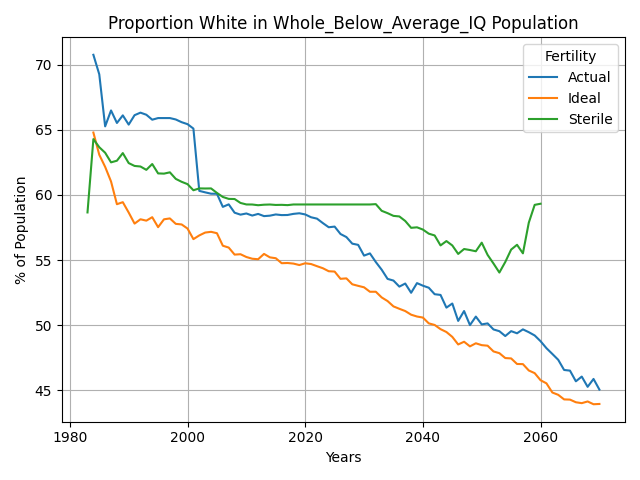 Proportion White in Whole_Below_Average_IQ Population
Fertility
Actual
Ideal
Sterile
% of Population
70
65
60
55
50
45
1980
2000
2020
2040
2060
Years